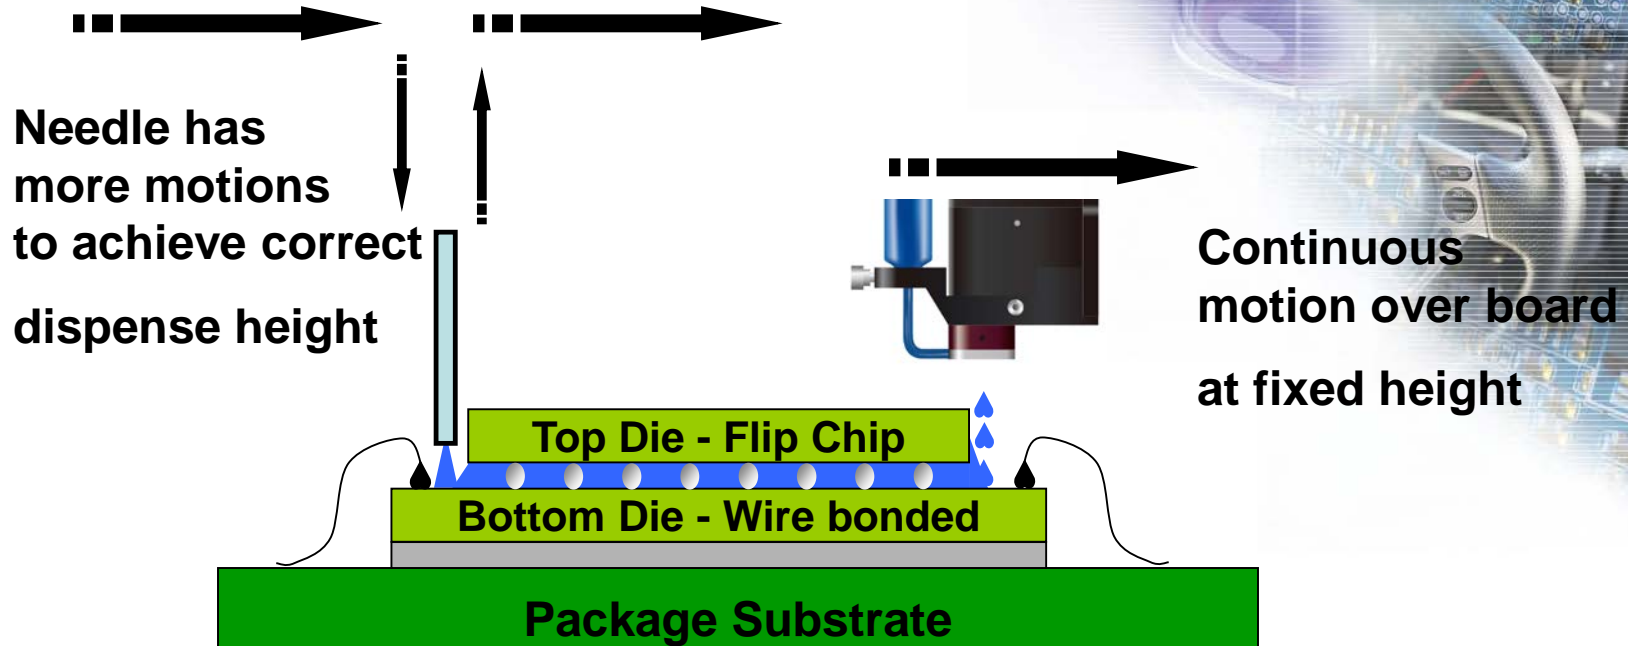 Needle has
more motions
to achieve correct
dispense height
Continuous
motion over board
at fixed height
Top Die - Flip Chip
Bottom Die - Wire bonded
Package Substrate